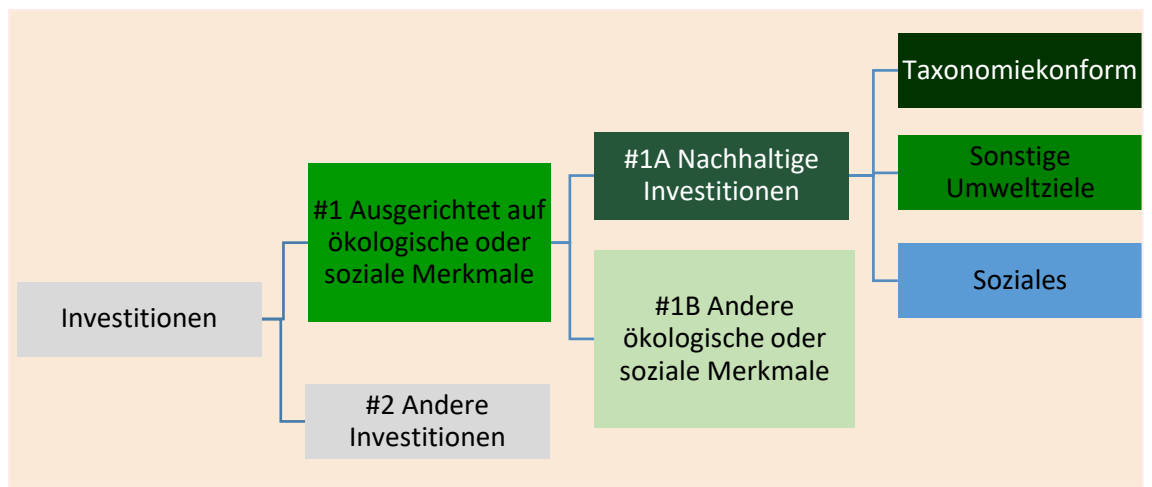 Investitionen
#1 Ausgerichtet auf
ökologische oder
soziale Merkmale
#2 Andere
Investitionen
#1A Nachhaltige
Investitionen
#1B Andere
ökologische oder
soziale Merkmale
Taxonomiekonform
Sonstige
Umweltziele
Soziales